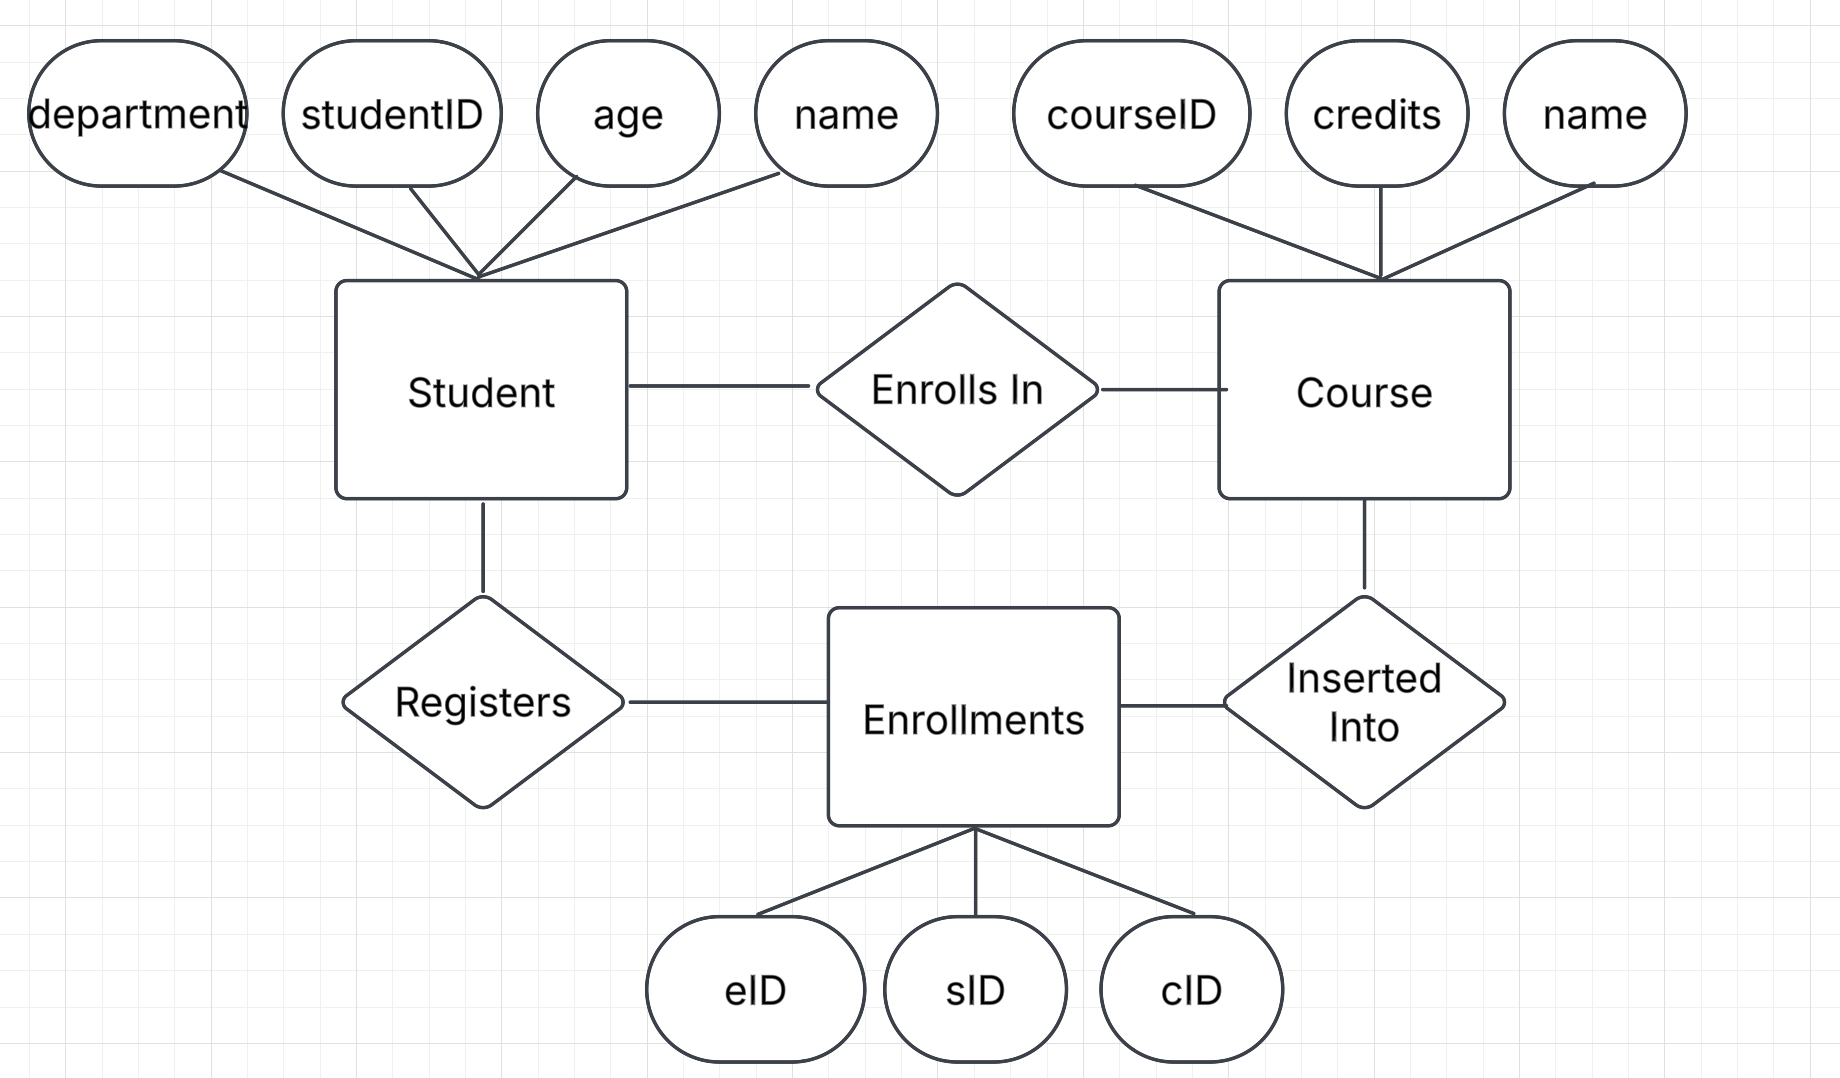 department
studentID
age
name
courseID
credits
name
Student
Enrolls In
Course
Registers
Enrollments
Inserted
Into
eID
sID
cID